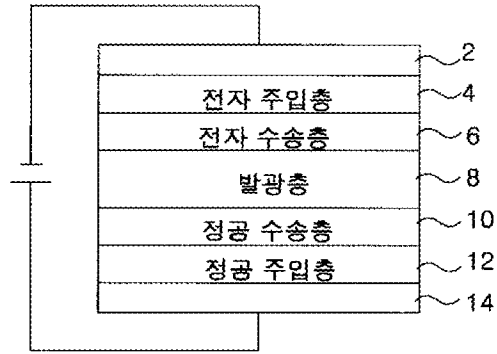 2
전자 주입층 4
전자 수송층 6
발광층 8
정공 수송층 10
정공 주입층 12
14